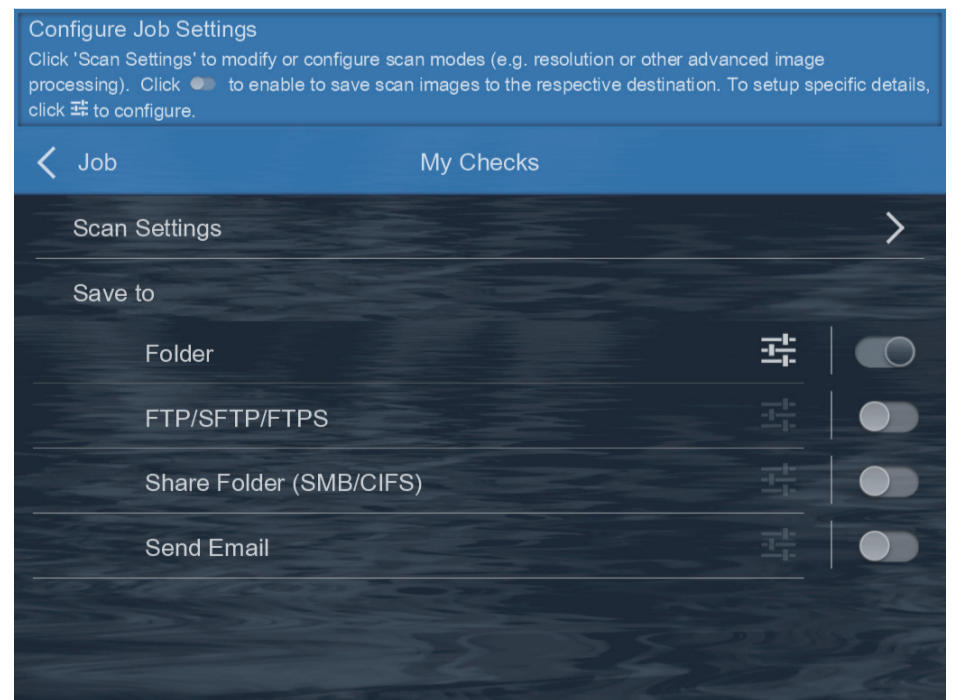 Configure Job Settings
Click 'Scan Settings' to modify or configure scan modes (e.g. resolution or other advanced image
processing). Click to enable to save scan images to the respective destination. To setup specific details,
click to configure.
Job
My Checks
Scan Settings
Save to
Folder
FTP/SFTP/FTPS
Share Folder (SMB/CIFS)
Send Email